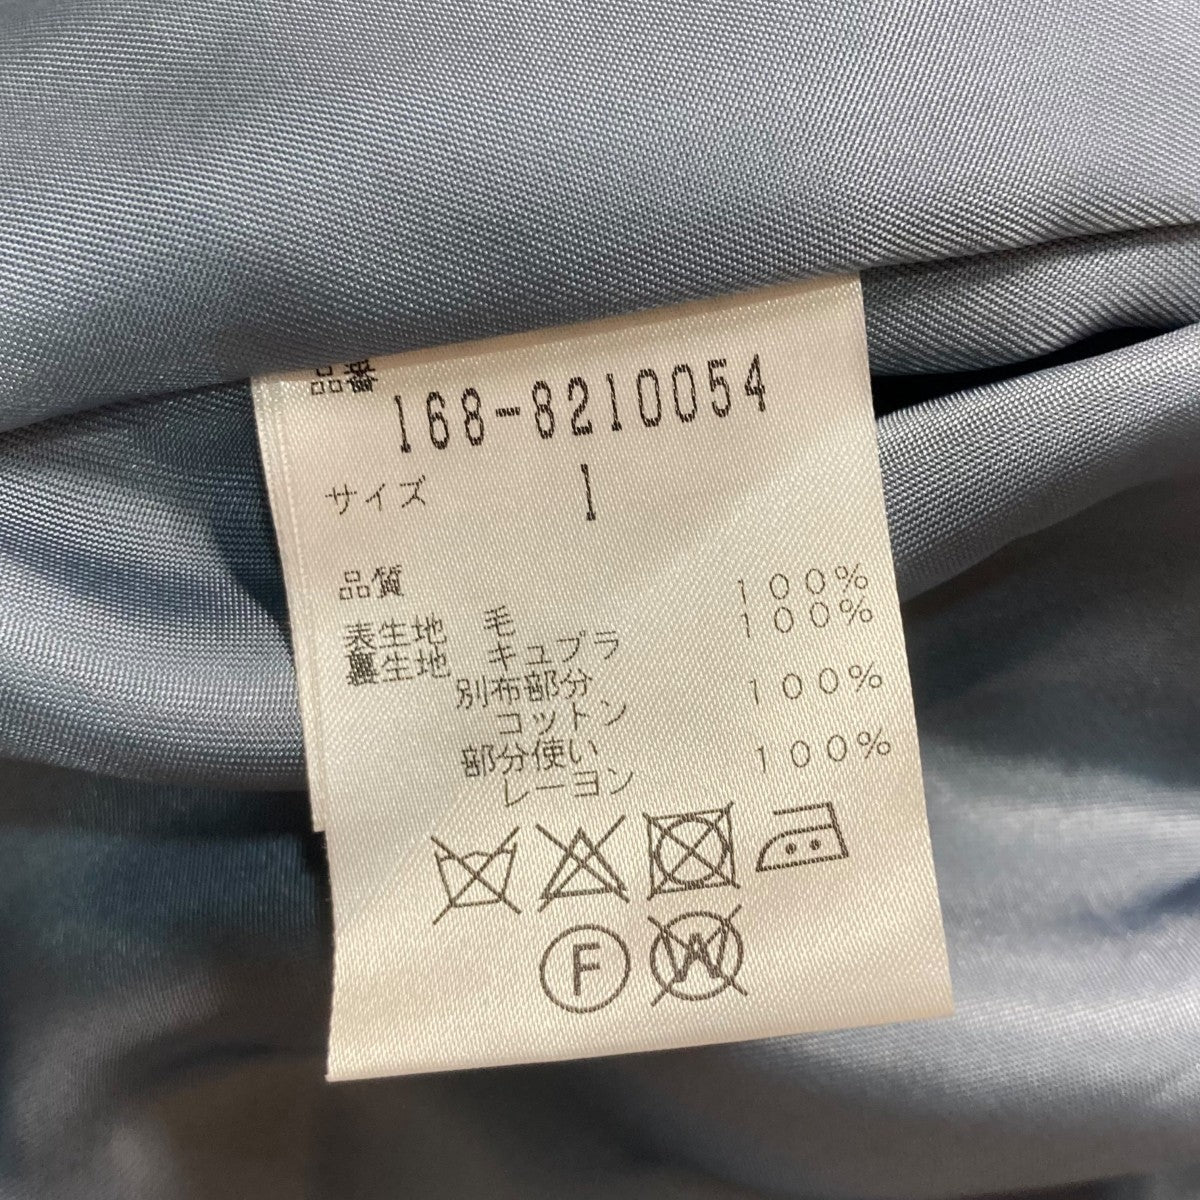 品番
168-8210054
サイズ 1
品質
表生地 毛 100%
裏生地 キュプラ 100%
別布部分
コットン 100%
部分使い
レーヨン 100%
F W